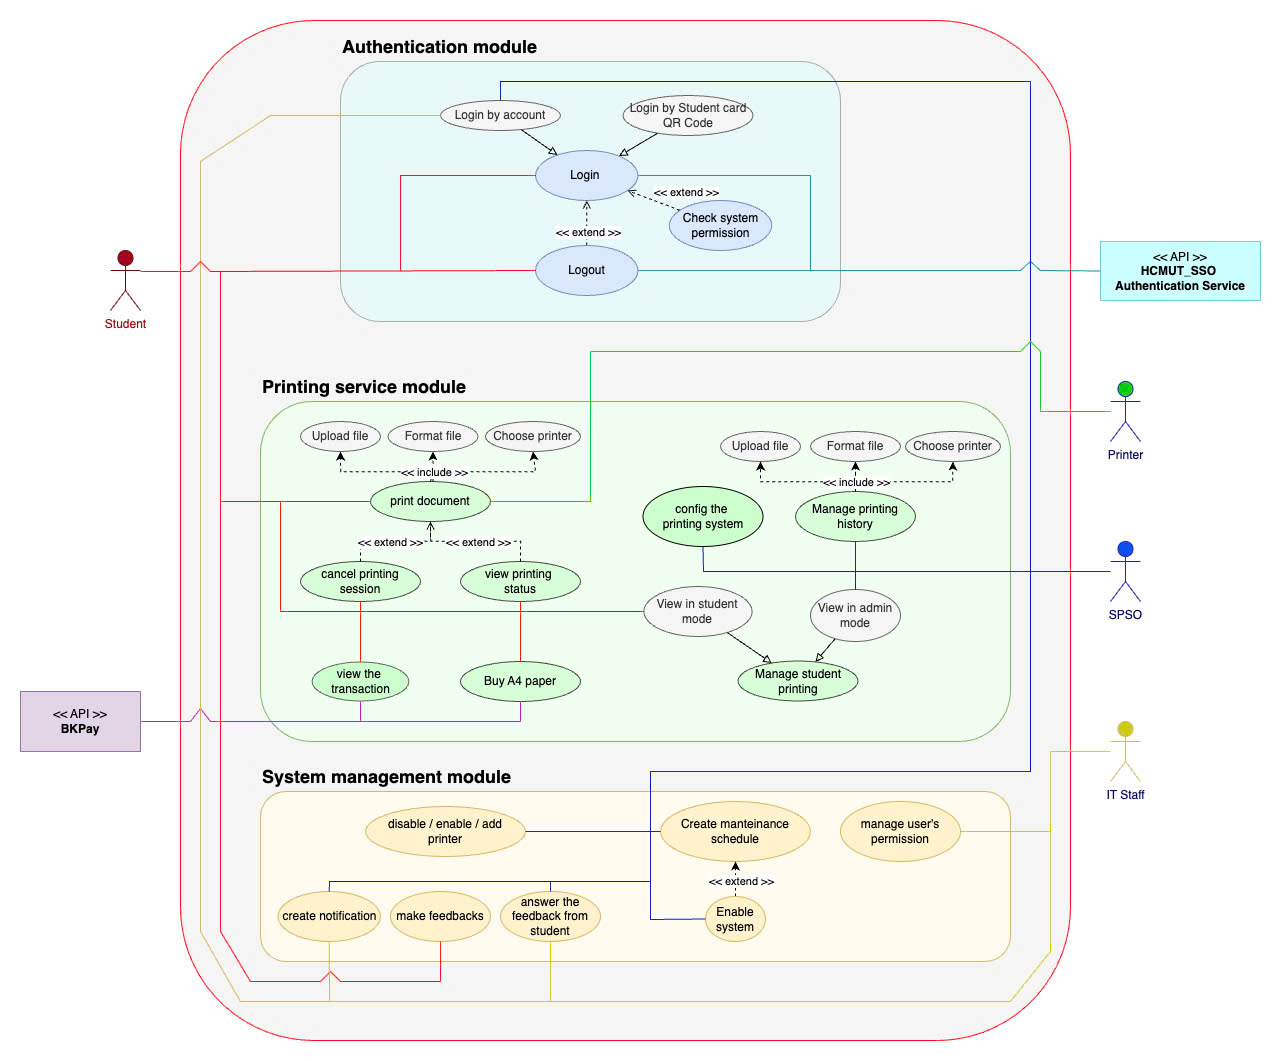 Authentication module
Login by account
Login by Student card
QR Code
Login
<< extend >>
Check system
permission
<< extend >>
Logout
Student
<< API >>
HCMUT_SSO
Authentication Service
Printing service module
Upload file
Format file
Choose printer
<< include >>
print document
<< extend >>
<< extend >>
cancel printing
session
view printing
status
view the
transaction
Buy A4 paper
Upload file
Format file
Choose printer
<< include >>
config the
printing system
Manage printing
history
View in student
mode
View in admin
mode
Manage student
printing
Printer
SPSO
<< API >>
BKPay
IT Staff
System management module
disable / enable / add
printer
Create manteinance
schedule
manage user's
permission
<< extend >>
create notification
make feedbacks
answer the
feedback from
student
Enable
system